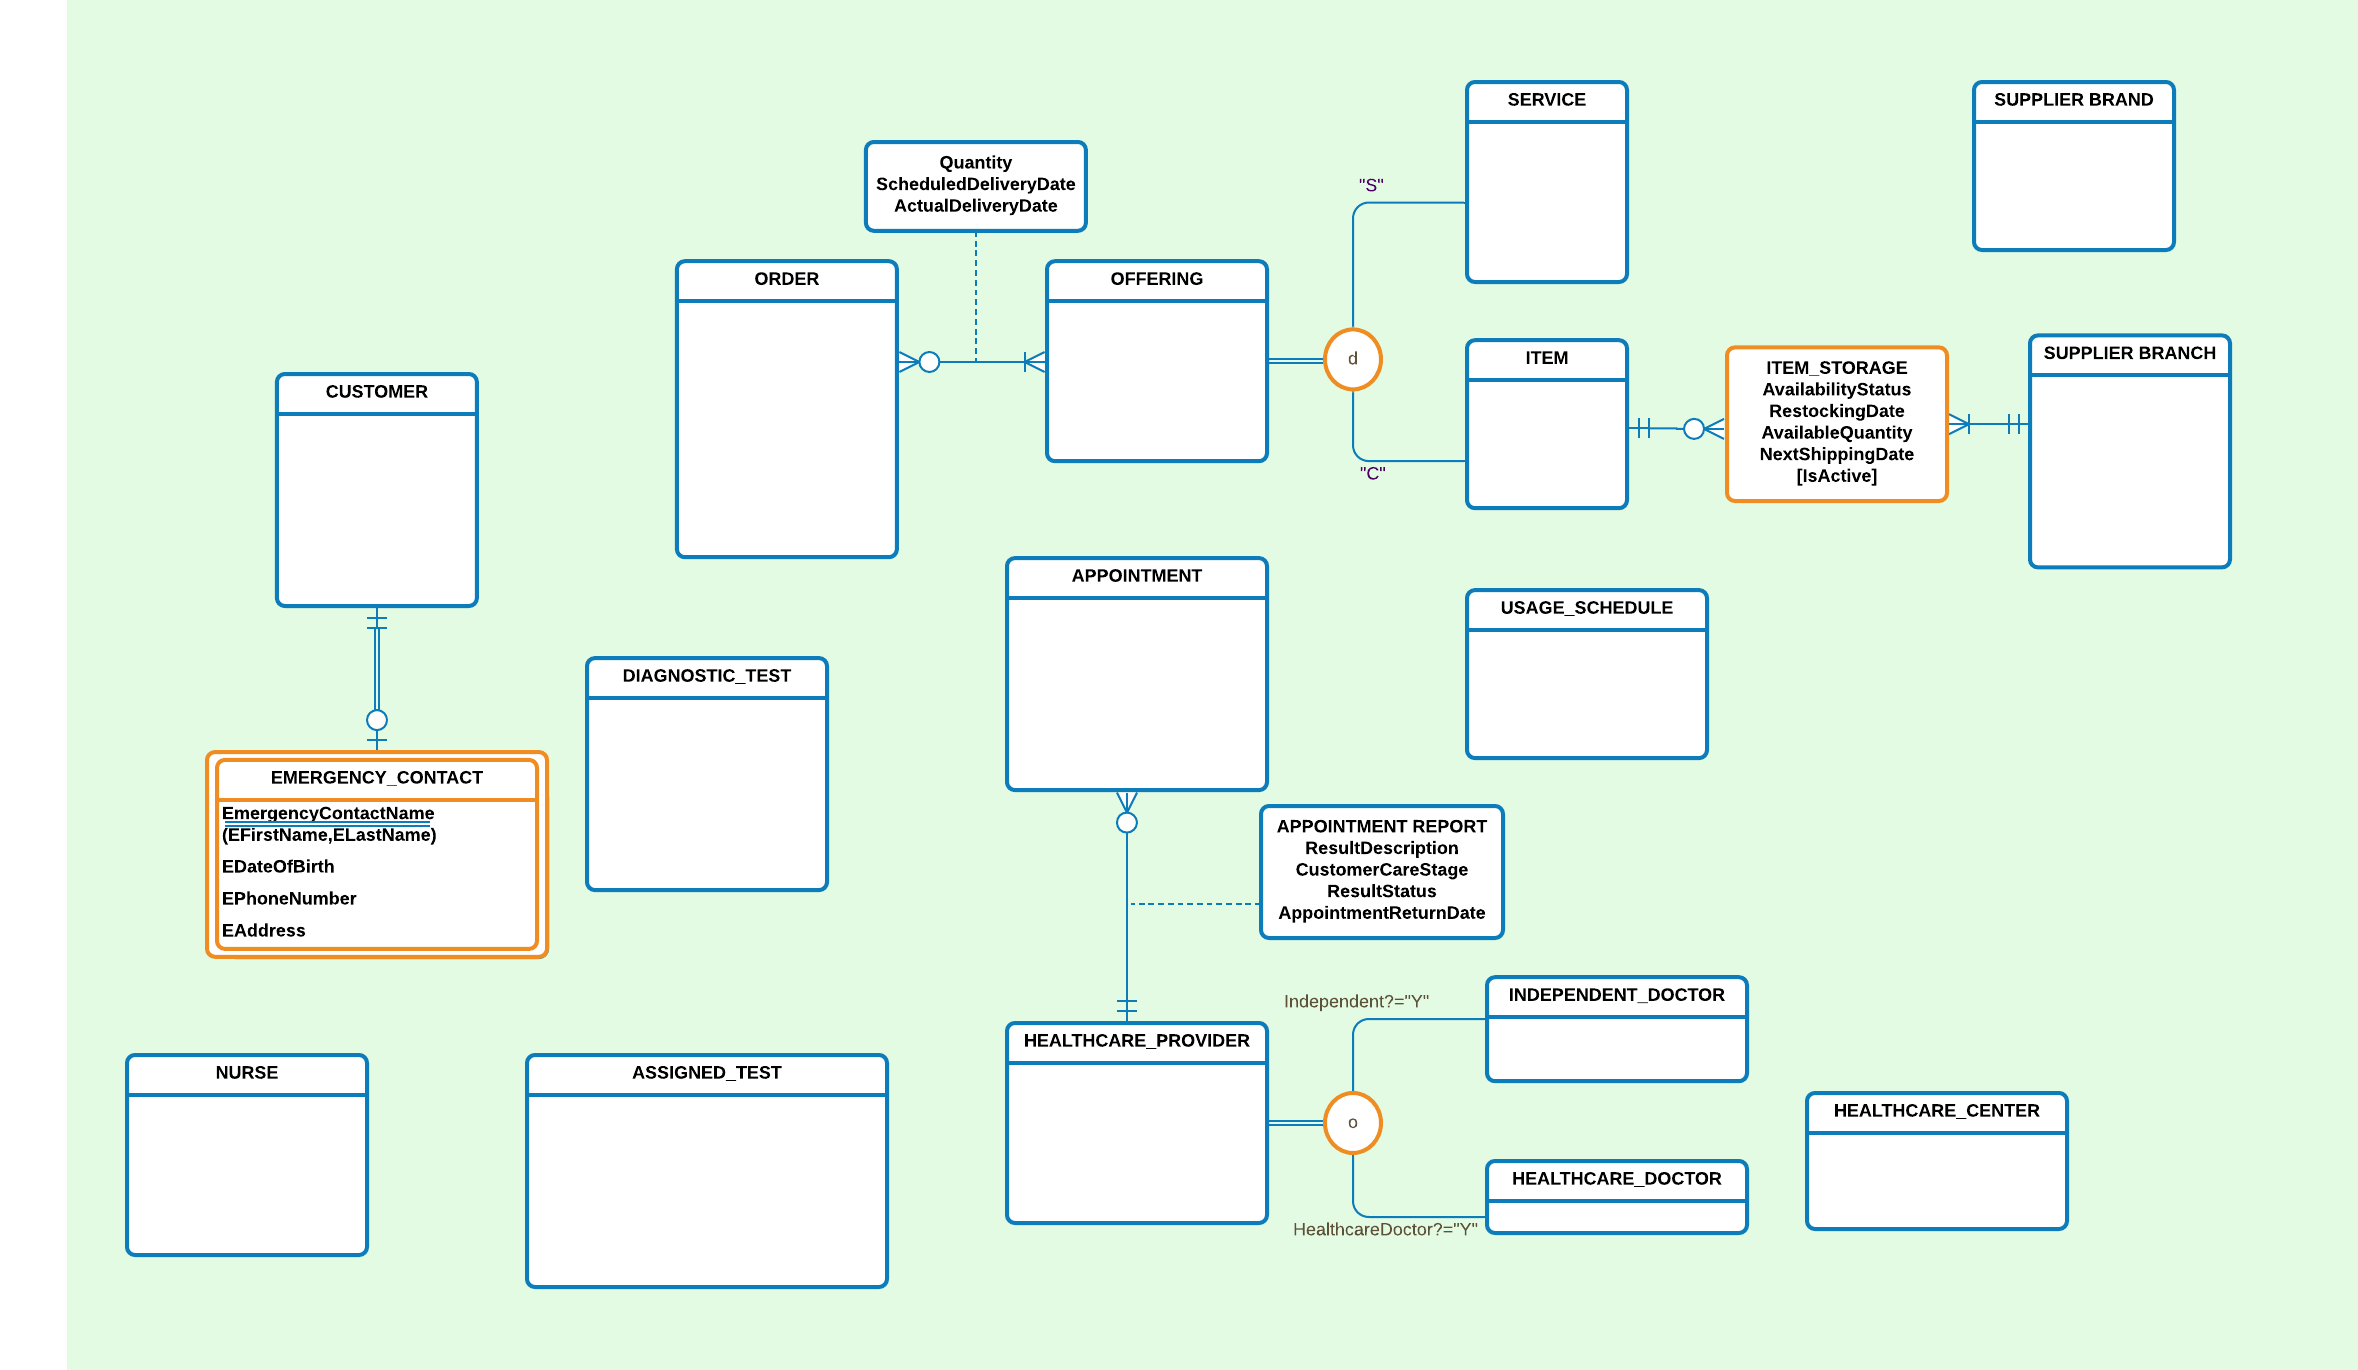 SERVICE
SUPPLIER BRAND
Quantity
ScheduledDeliveryDate
ActualDeliveryDate
"S"
ORDER
OFFERING
d
ITEM
SUPPLIER BRANCH
ITEM_STORAGE
AvailabilityStatus
RestockingDate
AvailableQuantity
NextShippingDate
[IsActive]
CUSTOMER
"C"
APPOINTMENT
USAGE_SCHEDULE
DIAGNOSTIC_TEST
EMERGENCY_CONTACT
EmergencyContactName
(EFirstName,ELastName)
EDateOfBirth
EPhoneNumber
EAddress
APPOINTMENT REPORT
ResultDescription
CustomerCareStage
ResultStatus
AppointmentReturnDate
Independent?="Y"
INDEPENDENT_DOCTOR
HEALTHCARE_PROVIDER
NURSE
ASSIGNED_TEST
o
HEALTHCARE_CENTER
HEALTHCARE_DOCTOR
HealthcareDoctor?="Y"